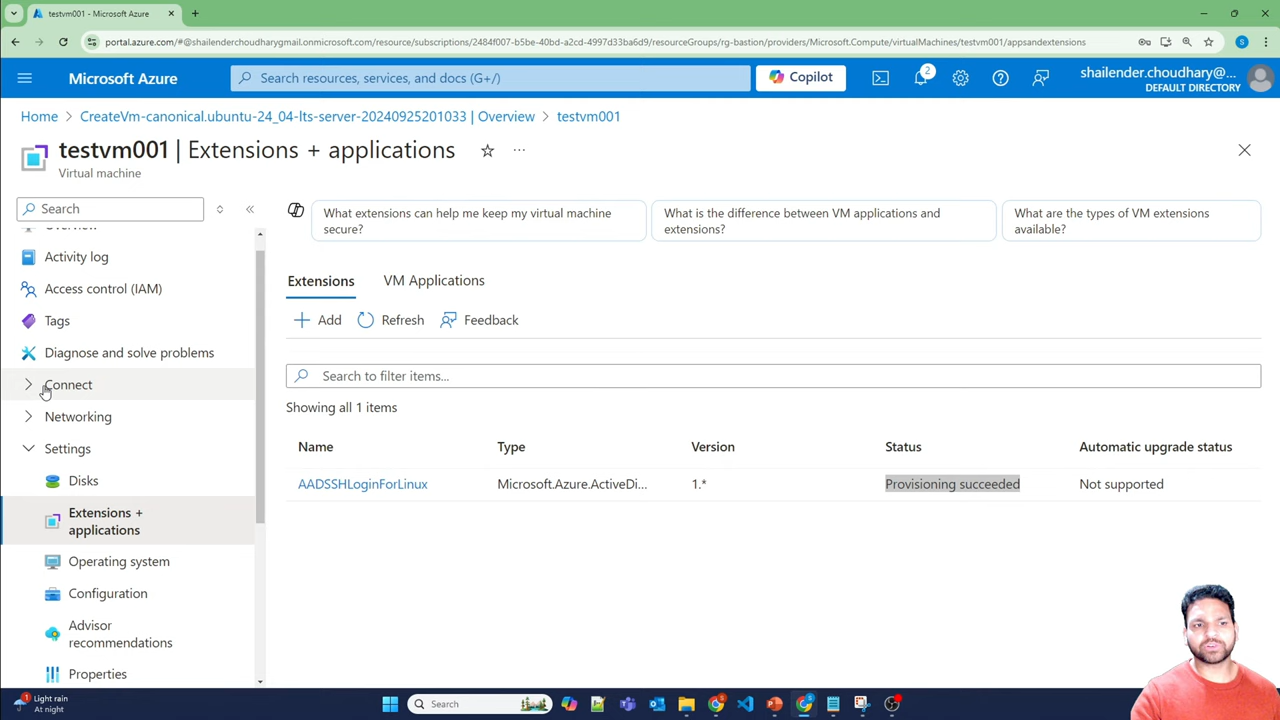 testvm001 - Microsoft Azure
portal.azure.com/#@shailenderchoudharygmail.onmicrosoft.com/resource/subscriptions/2484f007-b5be-40bd-a2cd-4997d33ba6d9/resourceGroups/rg-bastion/providers/Microsoft.Compute/virtualMachines/testvm001/appsandextensions
S
Microsoft Azure
Search resources, services, and docs (G+/)
Copilot
2
shailender.choudhary@...
DEFAULT DIRECTORY
Home > CreateVm-canonical.ubuntu-24_04-lts-server-20240925201033 | Overview > testvm001
testvm001 | Extensions + applications
Virtual machine
Search
Overview
Activity log
Access control (IAM)
Tags
Diagnose and solve problems
Connect
Networking
Settings
Disks
Extensions +
applications
Operating system
Configuration
Advisor
recommendations
Properties
What extensions can help me keep my virtual machine
secure?
What is the difference between VM applications and
extensions?
What are the types of VM extensions
available?
Extensions VM Applications
Add Refresh Feedback
Search to filter items...
Showing all 1 items
Name Type Version Status Automatic upgrade status
AADSSHLoginForLinux Microsoft.Azure.ActiveDi... 1.* Provisioning succeeded Not supported
1
Light rain
At night
Search